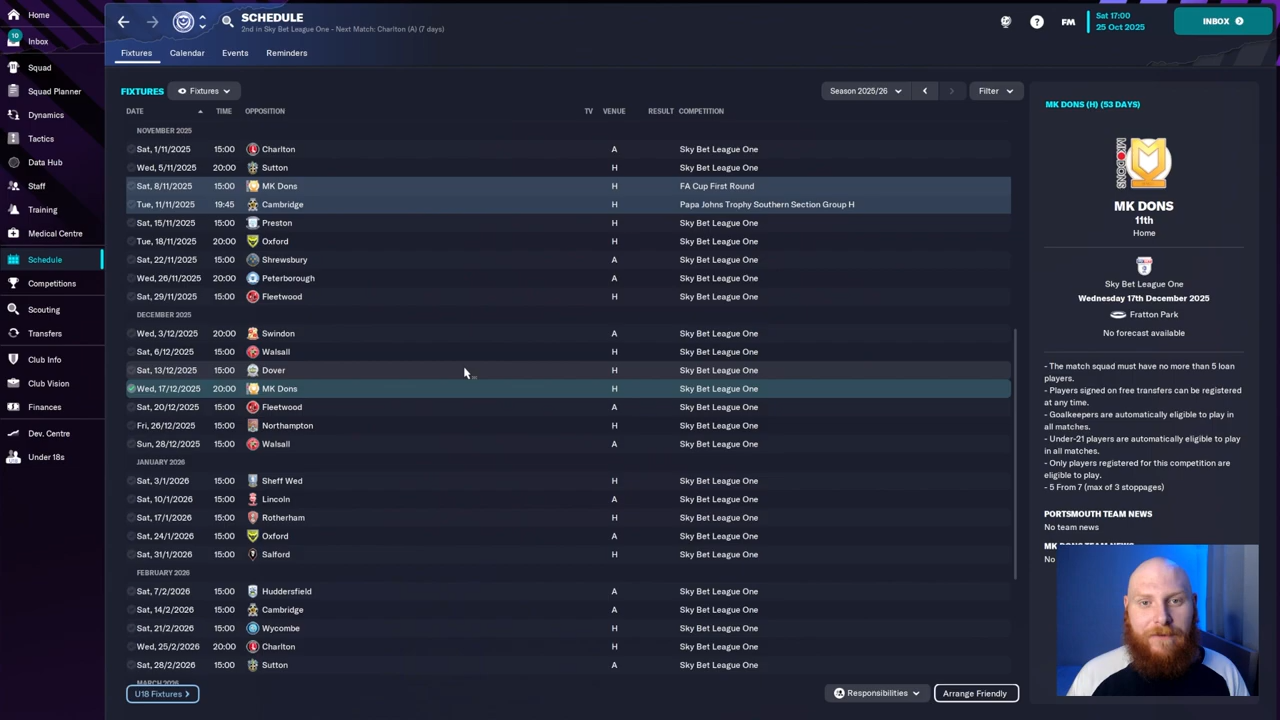 Home
10
Inbox
Squad
Squad Planner
Dynamics
Tactics
Data Hub
Staff
Training
Medical Centre
Schedule
Competitions
Scouting
Transfers
Club Info
Club Vision
Finances
Dev. Centre
Under 18s
SCHEDULE
2nd in Sky Bet League One - Next Match: Charlton (A) (7 days)
FM
Sat 17:00
25 Oct 2025
INBOX
Fixtures Calendar Events Reminders
FIXTURES Fixtures Season 2025/26 Filter
DATE TIME OPPOSITION TV VENUE RESULT COMPETITION
NOVEMBER 2025
Sat, 1/11/2025 15:00 Charlton A Sky Bet League One
Wed, 5/11/2025 20:00 Sutton H Sky Bet League One
Sat, 8/11/2025 15:00 MK Dons H FA Cup First Round
Tue, 11/11/2025 19:45 Cambridge H Papa Johns Trophy Southern Section Group H
Sat, 15/11/2025 15:00 Preston H Sky Bet League One
Tue, 18/11/2025 20:00 Oxford H Sky Bet League One
Sat, 22/11/2025 15:00 Shrewsbury A Sky Bet League One
Wed, 26/11/2025 20:00 Peterborough A Sky Bet League One
Sat, 29/11/2025 15:00 Fleetwood H Sky Bet League One
DECEMBER 2025
Wed, 3/12/2025 20:00 Swindon A Sky Bet League One
Sat, 6/12/2025 15:00 Walsall H Sky Bet League One
Sat, 13/12/2025 15:00 Dover H Sky Bet League One
Wed, 17/12/2025 20:00 MK Dons H Sky Bet League One
Sat, 20/12/2025 15:00 Fleetwood A Sky Bet League One
Fri, 26/12/2025 15:00 Northampton H Sky Bet League One
Sun, 28/12/2025 15:00 Walsall A Sky Bet League One
JANUARY 2026
Sat, 3/1/2026 15:00 Sheff Wed H Sky Bet League One
Sat, 10/1/2026 15:00 Lincoln A Sky Bet League One
Sat, 17/1/2026 15:00 Rotherham H Sky Bet League One
Sat, 24/1/2026 15:00 Oxford A Sky Bet League One
Sat, 31/1/2026 15:00 Salford H Sky Bet League One
FEBRUARY 2026
Sat, 7/2/2026 15:00 Huddersfield A Sky Bet League One
Sat, 14/2/2026 15:00 Cambridge A Sky Bet League One
Sat, 21/2/2026 15:00 Wycombe H Sky Bet League One
Wed, 25/2/2026 20:00 Charlton H Sky Bet League One
Sat, 28/2/2026 15:00 Sutton A Sky Bet League One
MARCH 2026
U18 Fixtures
Responsibilities
Arrange Friendly
MK DONS (H) (53 DAYS)
MK DONS
MK DONS
11th
Home
Sky Bet League One
Wednesday 17th December 2025
Fratton Park
No forecast available
- The match squad must have no more than 5 loan
players.
- Players signed on free transfers can be registered
at any time.
- Goalkeepers are automatically eligible to play in
all matches.
- Under-21 players are automatically eligible to play
in all matches.
- Only players registered for this competition are
eligible to play.
- 5 From 7 (max of 3 stoppages)
PORTSMOUTH TEAM NEWS
No team news
MK DONS TEAM NEWS
No